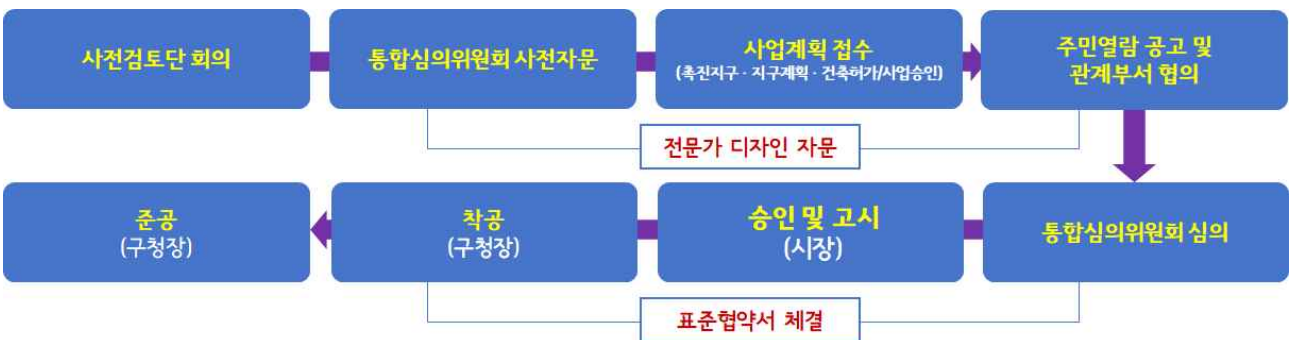 사전검토단 회의
통합심의위원회 사전자문
사업계획 접수
(촉진지구 · 지구계획 · 건축허가/사업승인)
주민열람 공고 및
관계부서 협의
전문가 디자인 자문
준공
(구청장)
착공
(구청장)
승인 및 고시
(시장)
통합심의위원회 심의
표준협약서 체결